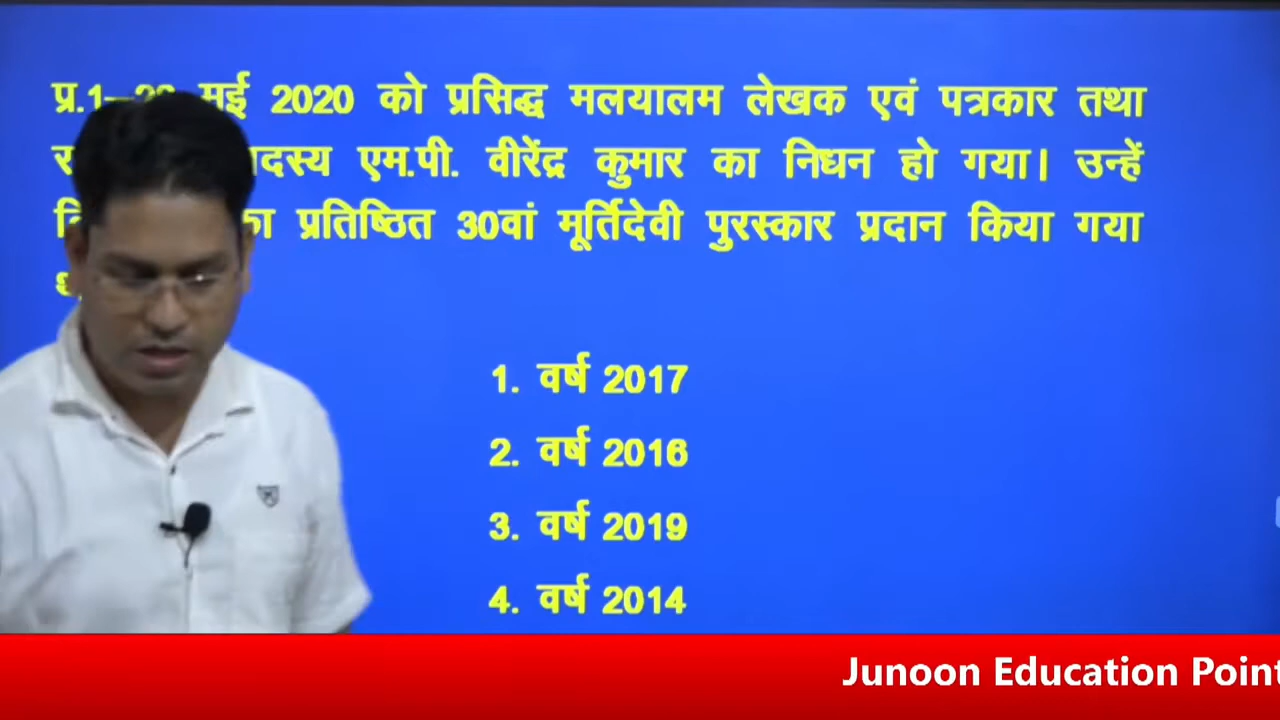 प्र.1– मई 2020 को प्रसिद्ध मलयालम लेखक एवं पत्रकार तथा
एम.पी. वीरेंद्र कुमार का निधन हो गया। उन्हें
प्रतिष्ठित 30वां मूर्तिदेवी पुरस्कार प्रदान किया गया
1. वर्ष 2017
2. वर्ष 2016
3. वर्ष 2019
4. वर्ष 2014
Junoon Education Point